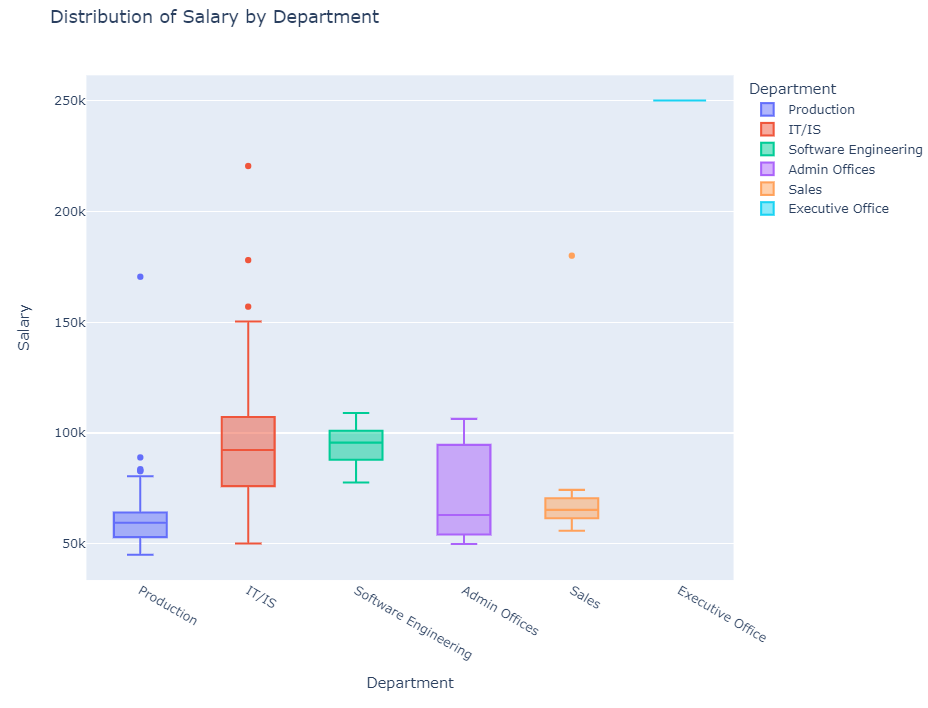 Distribution of Salary by Department
250k
200k
150k
100k
50k
Salary
Production
IT/IS
Software Engineering
Admin Offices
Sales
Executive Office
Department
Department
Production
IT/IS
Software Engineering
Admin Offices
Sales
Executive Office